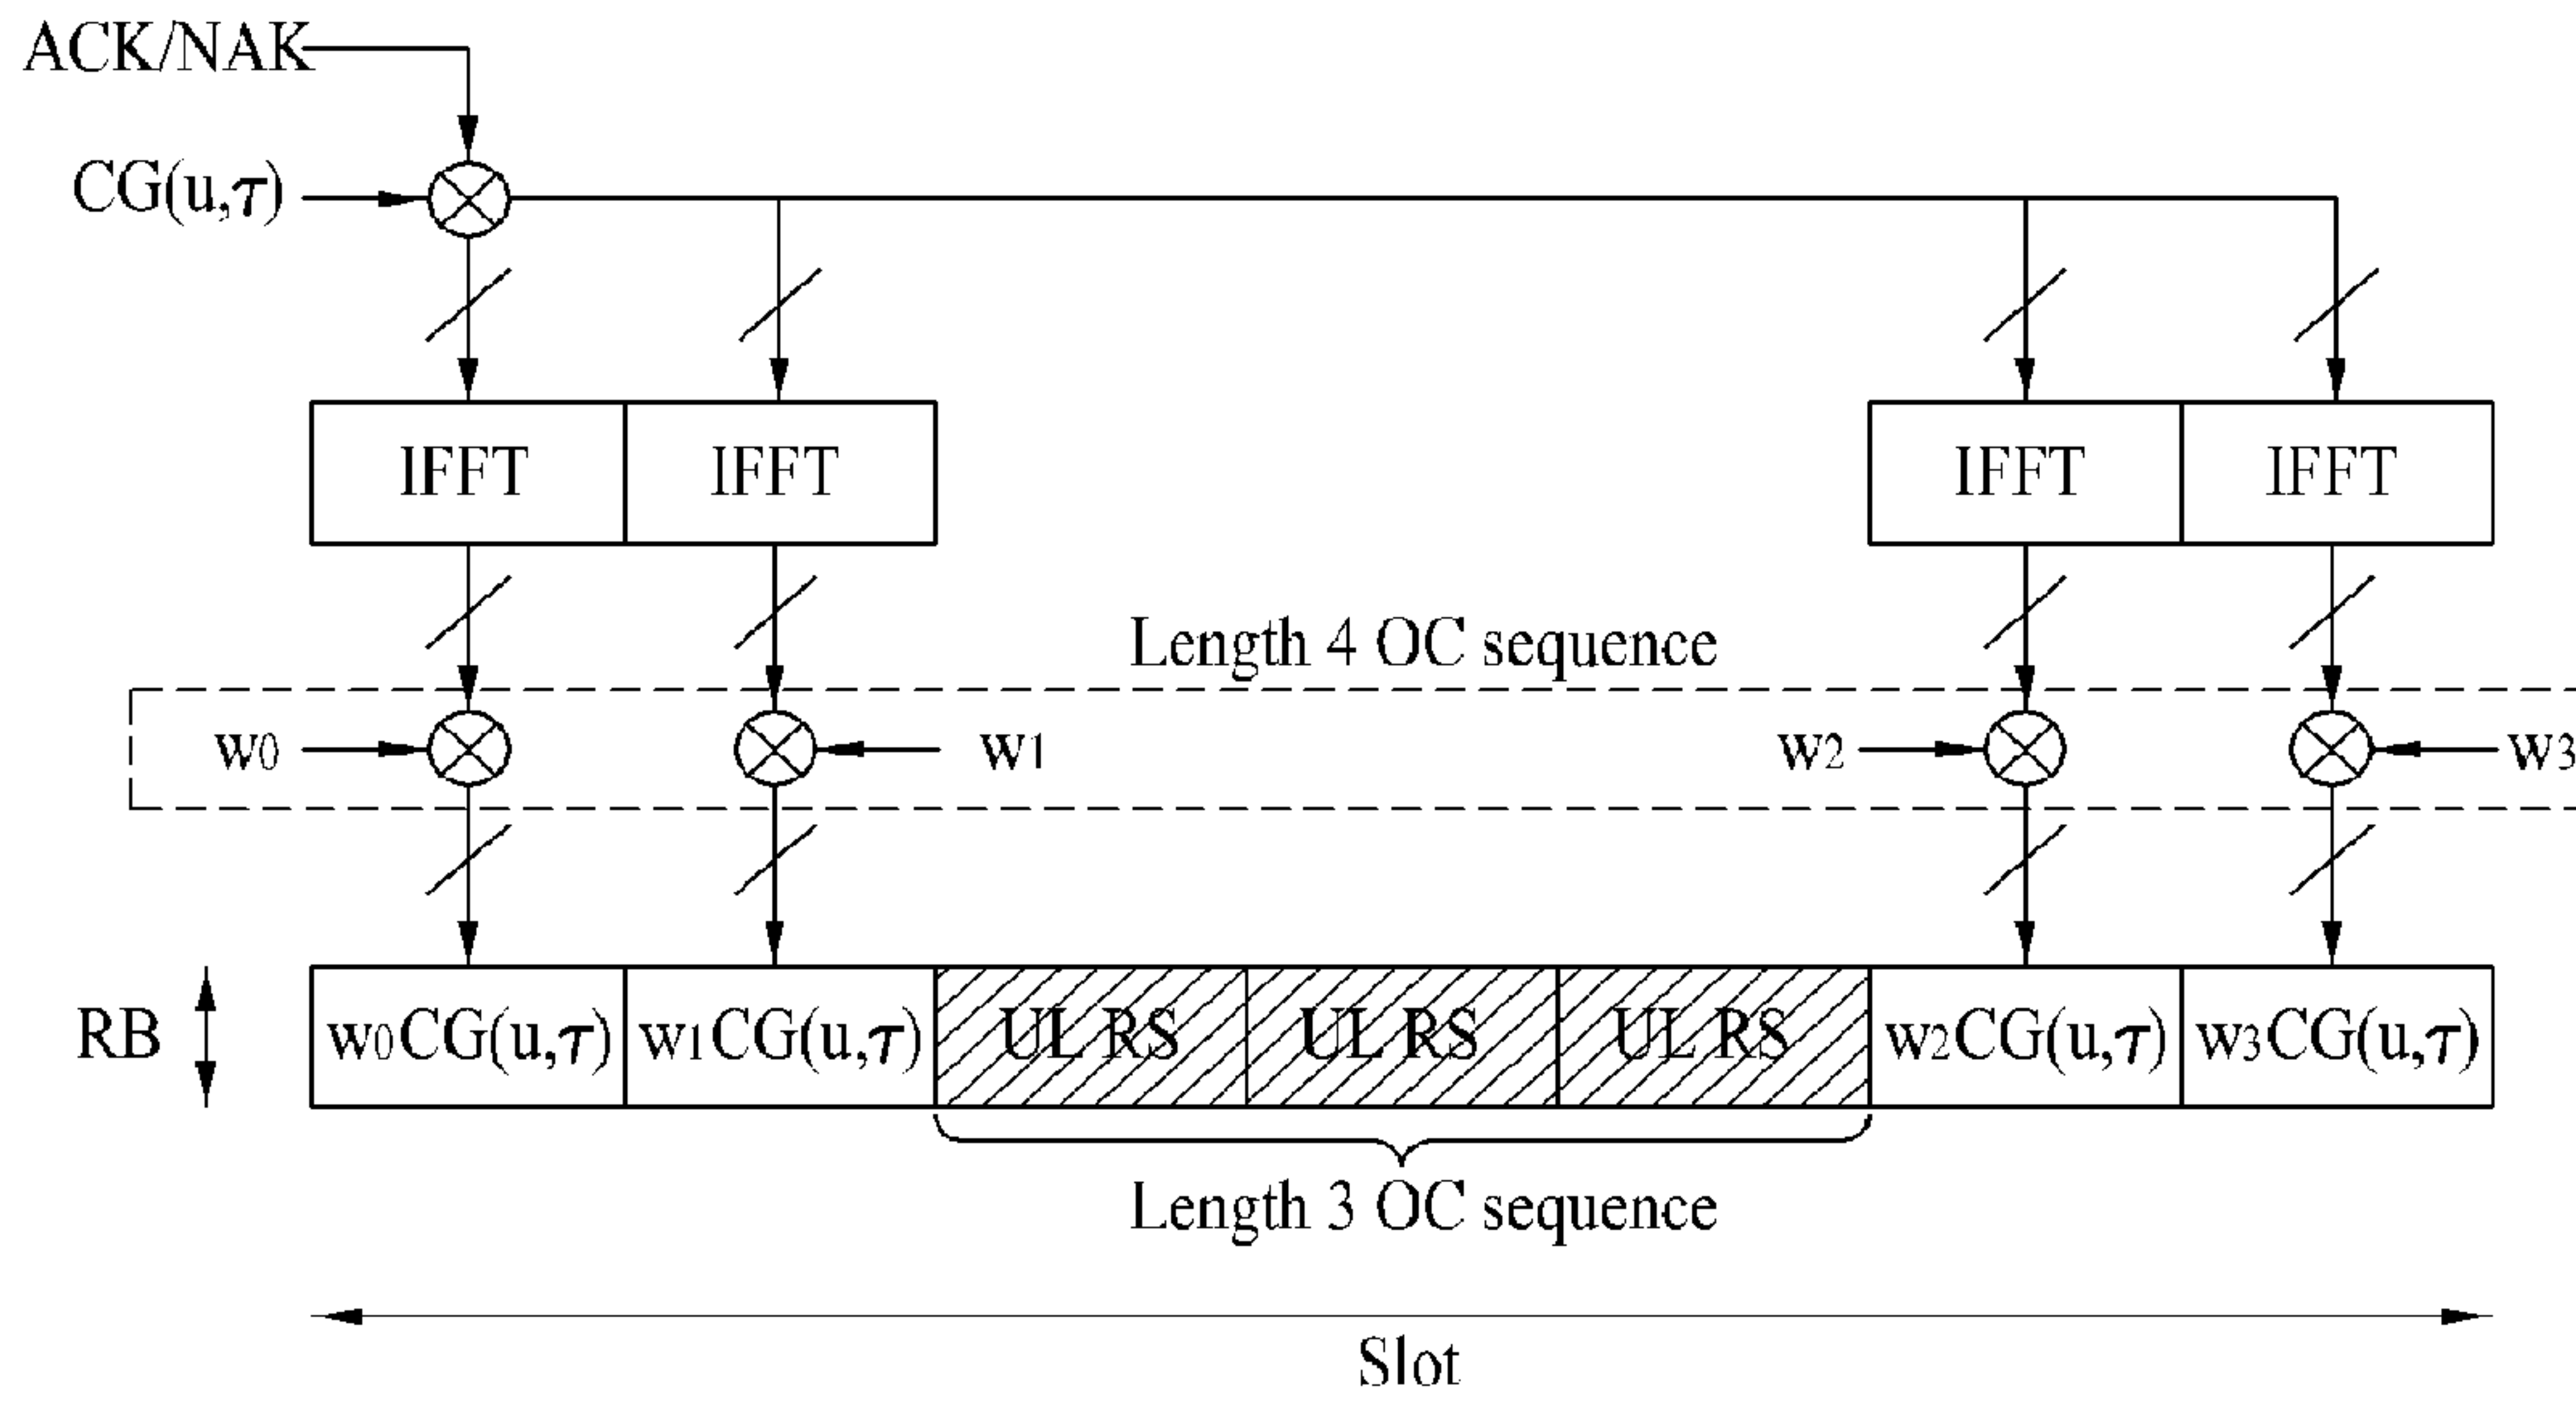 ACK/NAK
CG(u,τ)
IFFT IFFT IFFT IFFT
Length 4 OC sequence
w0 w1 w2 w3
RB w0CG(u,τ) w1CG(u,τ) UL RS UL RS UL RS w2CG(u,τ) w3CG(u,τ)
Length 3 OC sequence
Slot